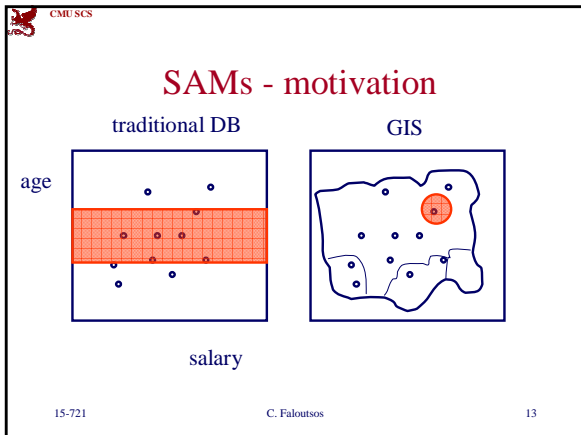 CMU SCS
SAMs - motivation
traditional DB
GIS
age
salary
15-721 C. Faloutsos 13